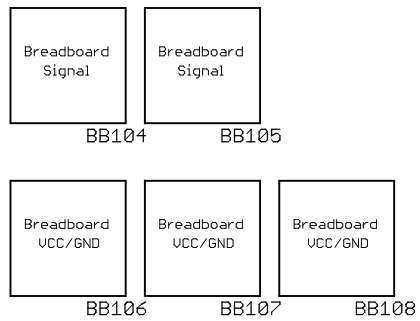 Breadboard
Signal
BB104
Breadboard
Signal
BB105
Breadboard
VCC/GND
BB106
Breadboard
VCC/GND
BB107
Breadboard
VCC/GND
BB108